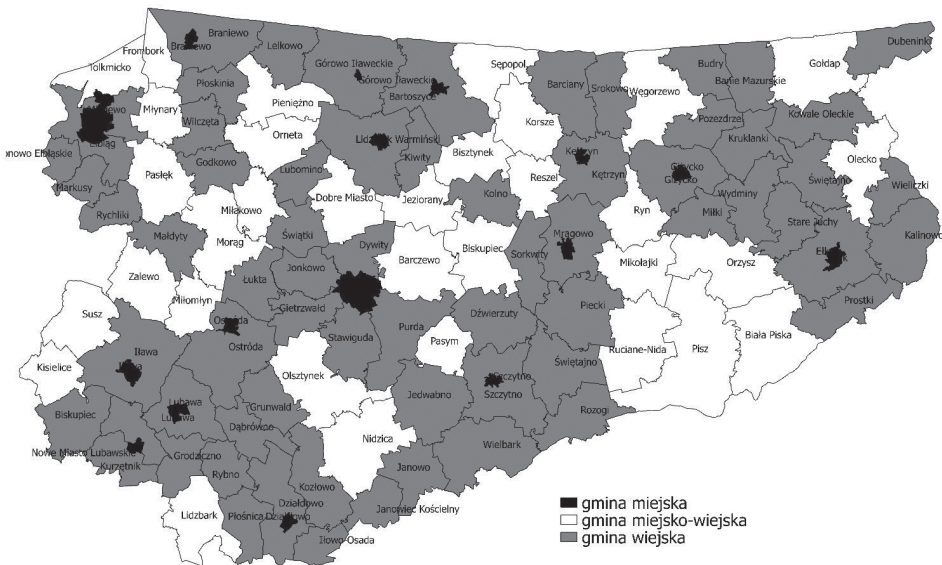 Frombork
Braniewo
Braniewo
Lelkowo
Górowo Iławeckie
Górowo Iławeckie
Sępopol
Barciany
Srokowo
Węgorzewo
Budry
Banie Mazurskie
Gołdap
Dubeninki
Tolkmicko
Płoskinia
Pieniężno
Bartoszyce
Młynary
Wilczęta
Orneta
Korsze
Pozezdrze
Kruklanki
Kowale Oleckie
Elbląg
Lidzbark Warmiński
Kiwity
Bisztynek
Kętrzyn
Kętrzyn
Reszel
Giżycko
Giżycko
Olecko
onowo Elbląskie
Markusy
Pasłęk
Godkowo
Lubomino
Dobre Miasto
Jeziorany
Kolno
Wydminy
Świętajno
Wieliczki
Rychliki
Miłakowo
Morąg
Świątki
Dywity
Ryn
Miłki
Stare Juchy
Kalinowo
Małdyty
Jonkowo
Barczewo
Biskupiec
Sorkwity
Mrągowo
Mikołajki
Orzysz
Ełk
Zalewo
Miłomłyn
Łukta
Gietrzwałd
Prostki
Susz
Ostróda
Ostróda
Stawiguda
Purda
Pasym
Dźwierzuty
Piecki
Ruciane-Nida
Pisz
Biała Piska
Kisielice
Iława
Olsztynek
Szczytno
Szczytno
Świętajno
Lubawa
Lubawa
Jedwabno
Rozogi
Biskupiec
Grunwald
Dąbrówno
Nidzica
Wielbark
Nowe Miasto Lubawskie
Kurzętnik
Grodziczno
Rybno
Kozłowo
Janowo
Janowiec Kościelny
Lidzbark
Płośnica
Działdowo
Działdowo
Iłowo-Osada
gmina miejska
gmina miejsko-wiejska
gmina wiejska